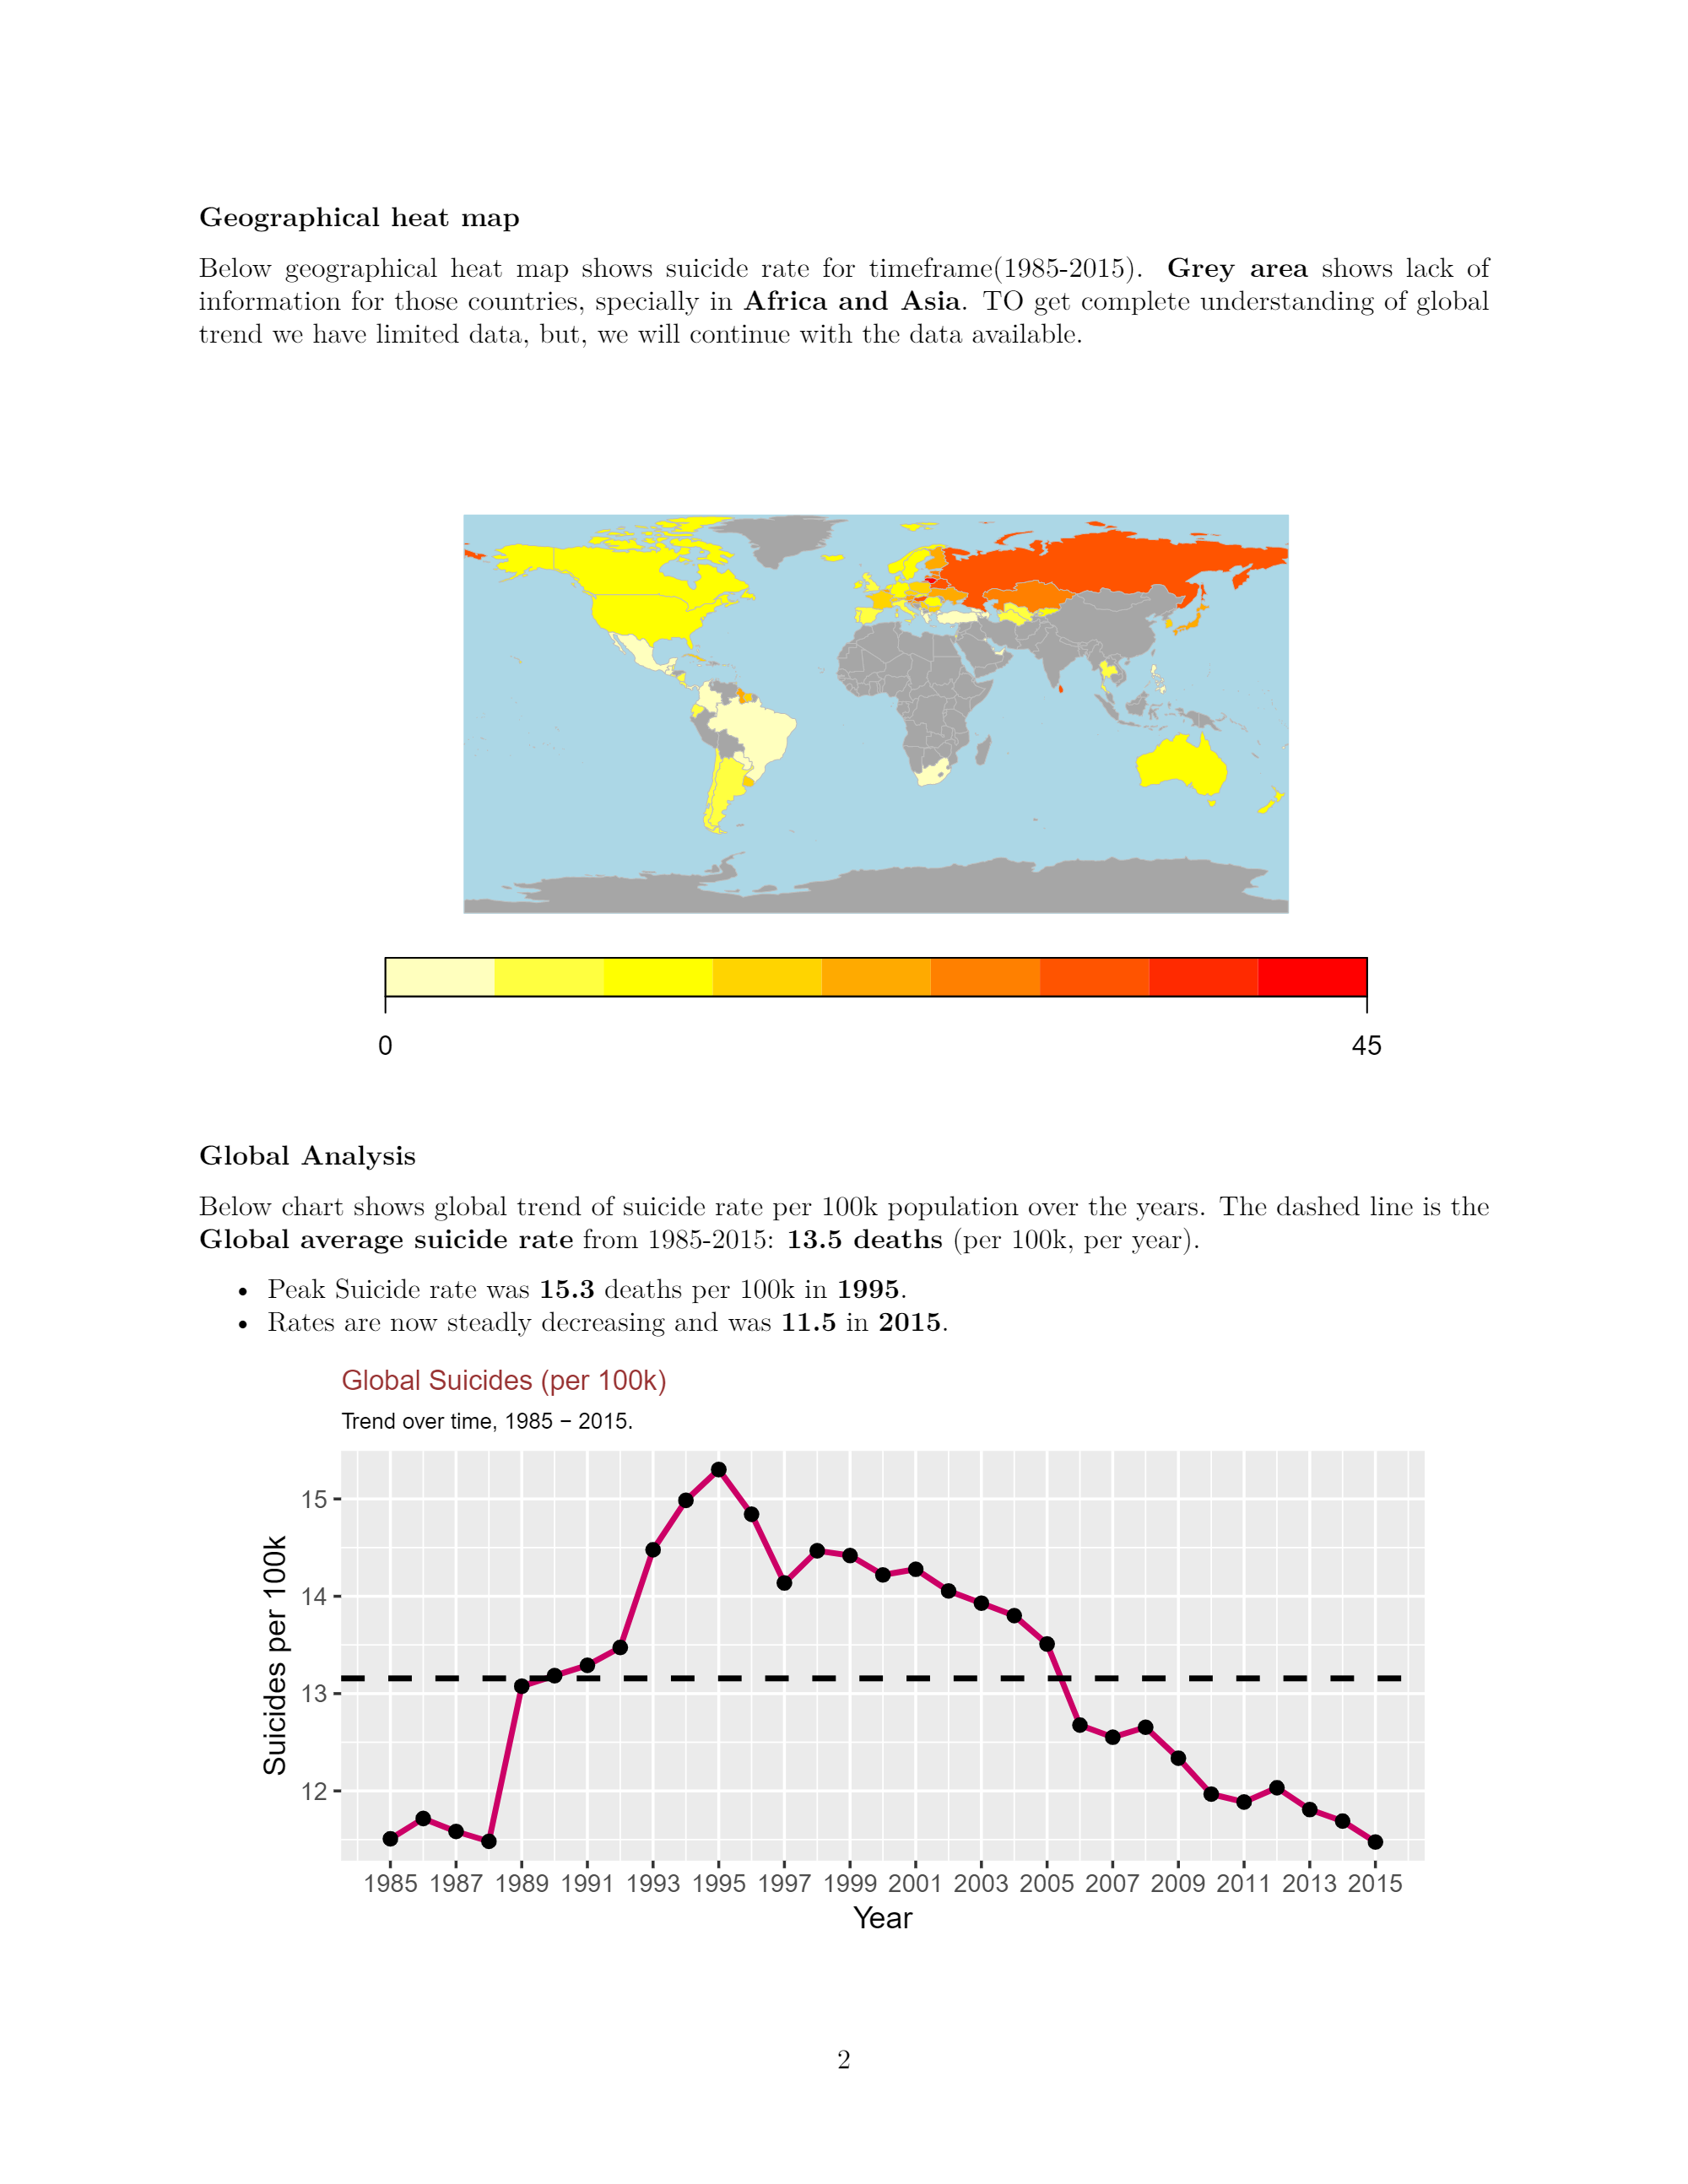 Geographical heat map
Below geographical heat map shows suicide rate for timeframe(1985-2015). Grey area shows lack of
information for those countries, specially in Africa and Asia. TO get complete understanding of global
trend we have limited data, but, we will continue with the data available.
0
45
Global Analysis
Below chart shows global trend of suicide rate per 100k population over the years. The dashed line is the
Global average suicide rate from 1985-2015: 13.5 deaths (per 100k, per year).
• Peak Suicide rate was 15.3 deaths per 100k in 1995.
• Rates are now steadly decreasing and was 11.5 in 2015.
Global Suicides (per 100k)
Trend over time, 1985 − 2015.
Suicides per 100k
15
14
13
12
1985 1987 1989 1991 1993 1995 1997 1999 2001 2003 2005 2007 2009 2011 2013 2015
Year
2